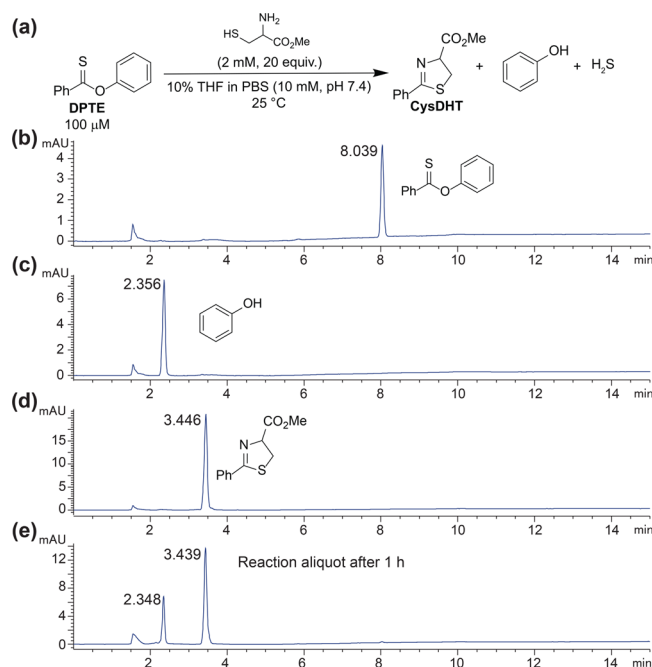 (a)
NH₂
HS
CO₂Me
(2 mM, 20 equiv.)
10% THF in PBS (10 mM, pH 7.4)
25 °C
S
Ph
O
DPTE
100 μM
CO₂Me
N
Ph
S
CysDHT
+
OH
+ H₂S
(b)
mAU
8.039
S
Ph
O
4
3
2
1
0
2 4 6 8 10 12 14 min
(c)
mAU
2.356
OH
6
4
2
0
2 4 6 8 10 12 14 min
(d)
mAU
3.446
CO₂Me
N
Ph
S
20
15
10
5
0
2 4 6 8 10 12 14 min
(e)
mAU
3.439
Reaction aliquot after 1 h
2.348
12
8
4
0
2 4 6 8 10 12 14 min